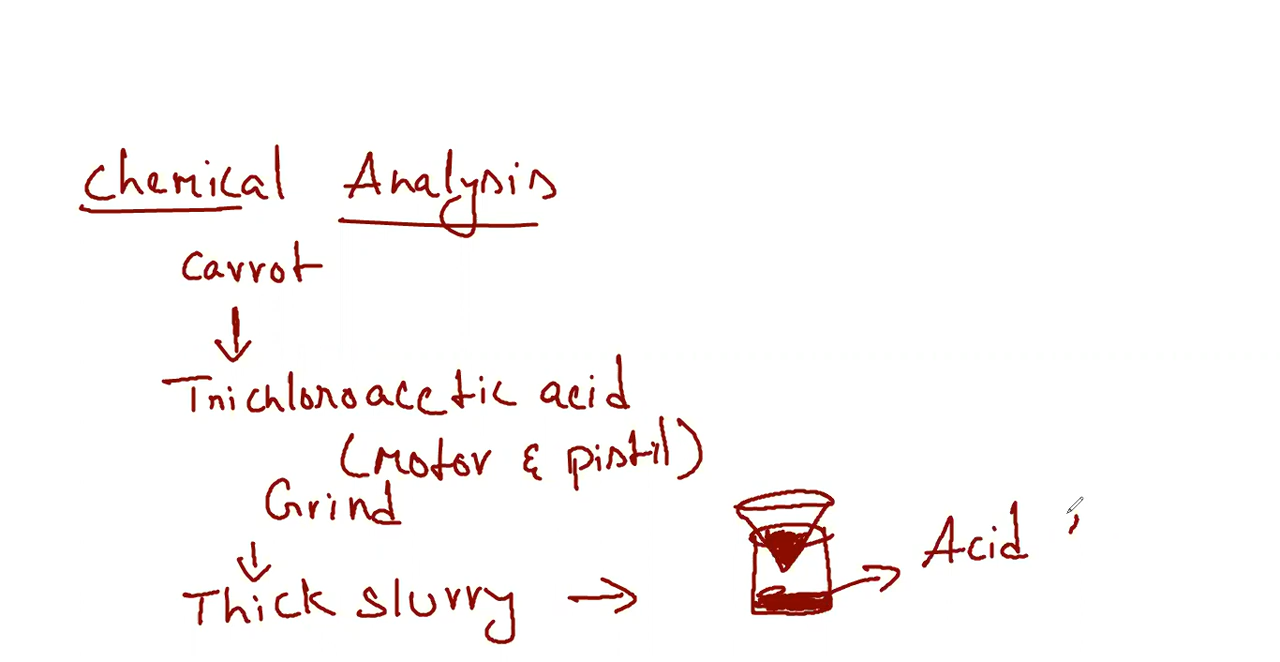 Chemical Analysis
Carrot
Trichloroacetic acid
(Motor & pistil)
Grind
Thick slurry
Acid